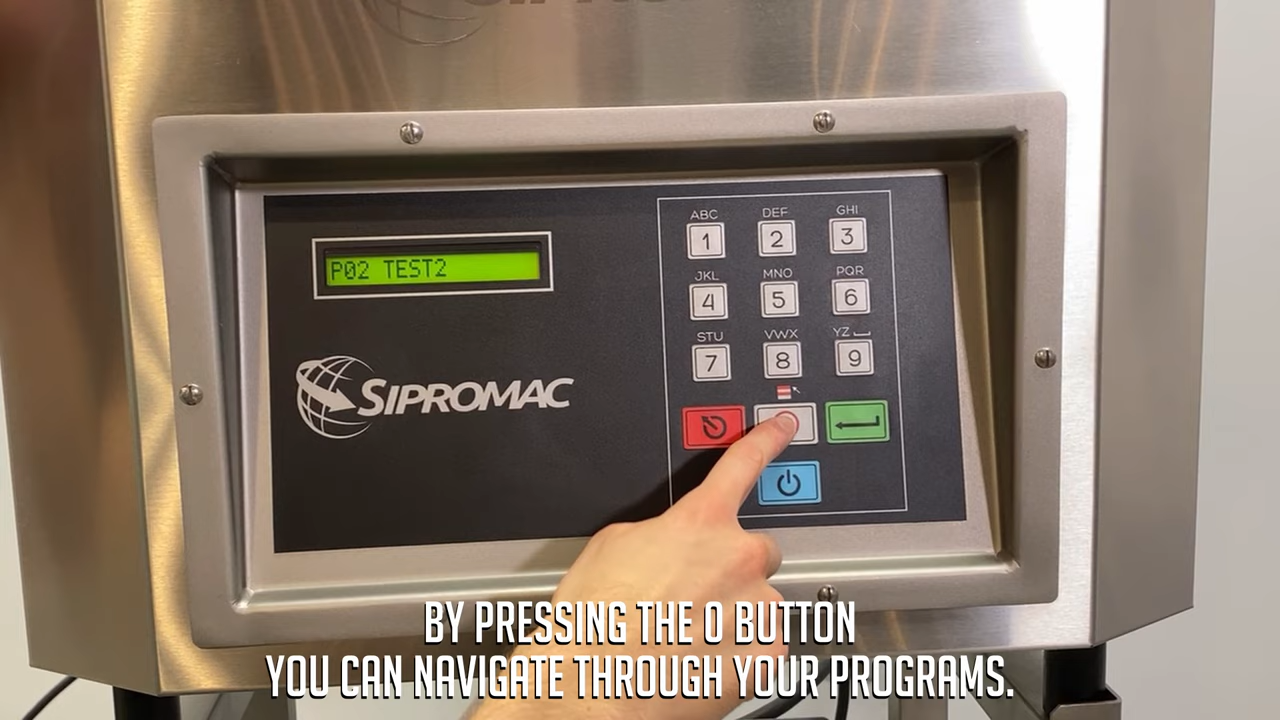 P02 TEST2
SIPROMAC
ABC DEF GHI
1 2 3
JKL MNO PQR
4 5 6
STU VWX YZ
7 8 9
BY PRESSING THE 0 BUTTON
YOU CAN NAVIGATE THROUGH YOUR PROGRAMS.